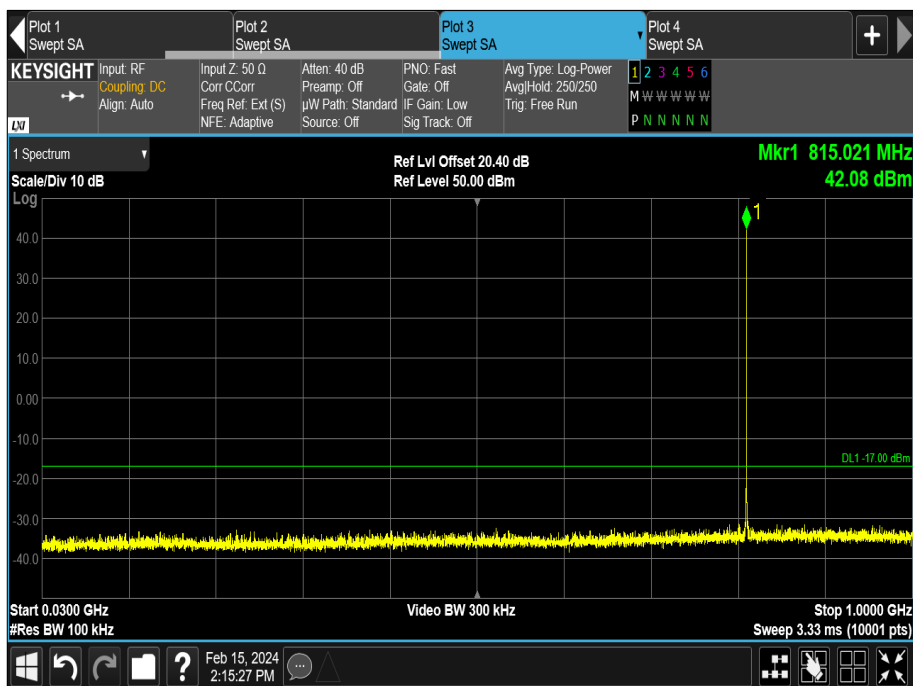 Plot 1
Swept SA
Plot 2
Swept SA
Plot 3
Swept SA
Plot 4
Swept SA
+
KEYSIGHT
LXI
Input: RF
Coupling: DC
Align: Auto
Input Z: 50 Ω
Corr CCorr
Freq Ref: Ext (S)
NFE: Adaptive
Atten: 40 dB
Preamp: Off
µW Path: Standard
Source: Off
PNO: Fast
Gate: Off
IF Gain: Low
Sig Track: Off
Avg Type: Log-Power
Avg|Hold: 250/250
Trig: Free Run
1 2 3 4 5 6
M W W W W W
P N N N N N
1 Spectrum
Scale/Div 10 dB
Ref Lvl Offset 20.40 dB
Ref Level 50.00 dBm
Mkr1 815.021 MHz
42.08 dBm
Log
1
40.0
30.0
20.0
10.0
0.00
-10.0
DL1 -17.00 dBm
-20.0
-30.0
-40.0
Start 0.0300 GHz
#Res BW 100 kHz
Video BW 300 kHz
Stop 1.0000 GHz
Sweep 3.33 ms (10001 pts)
?
Feb 15, 2024
2:15:27 PM